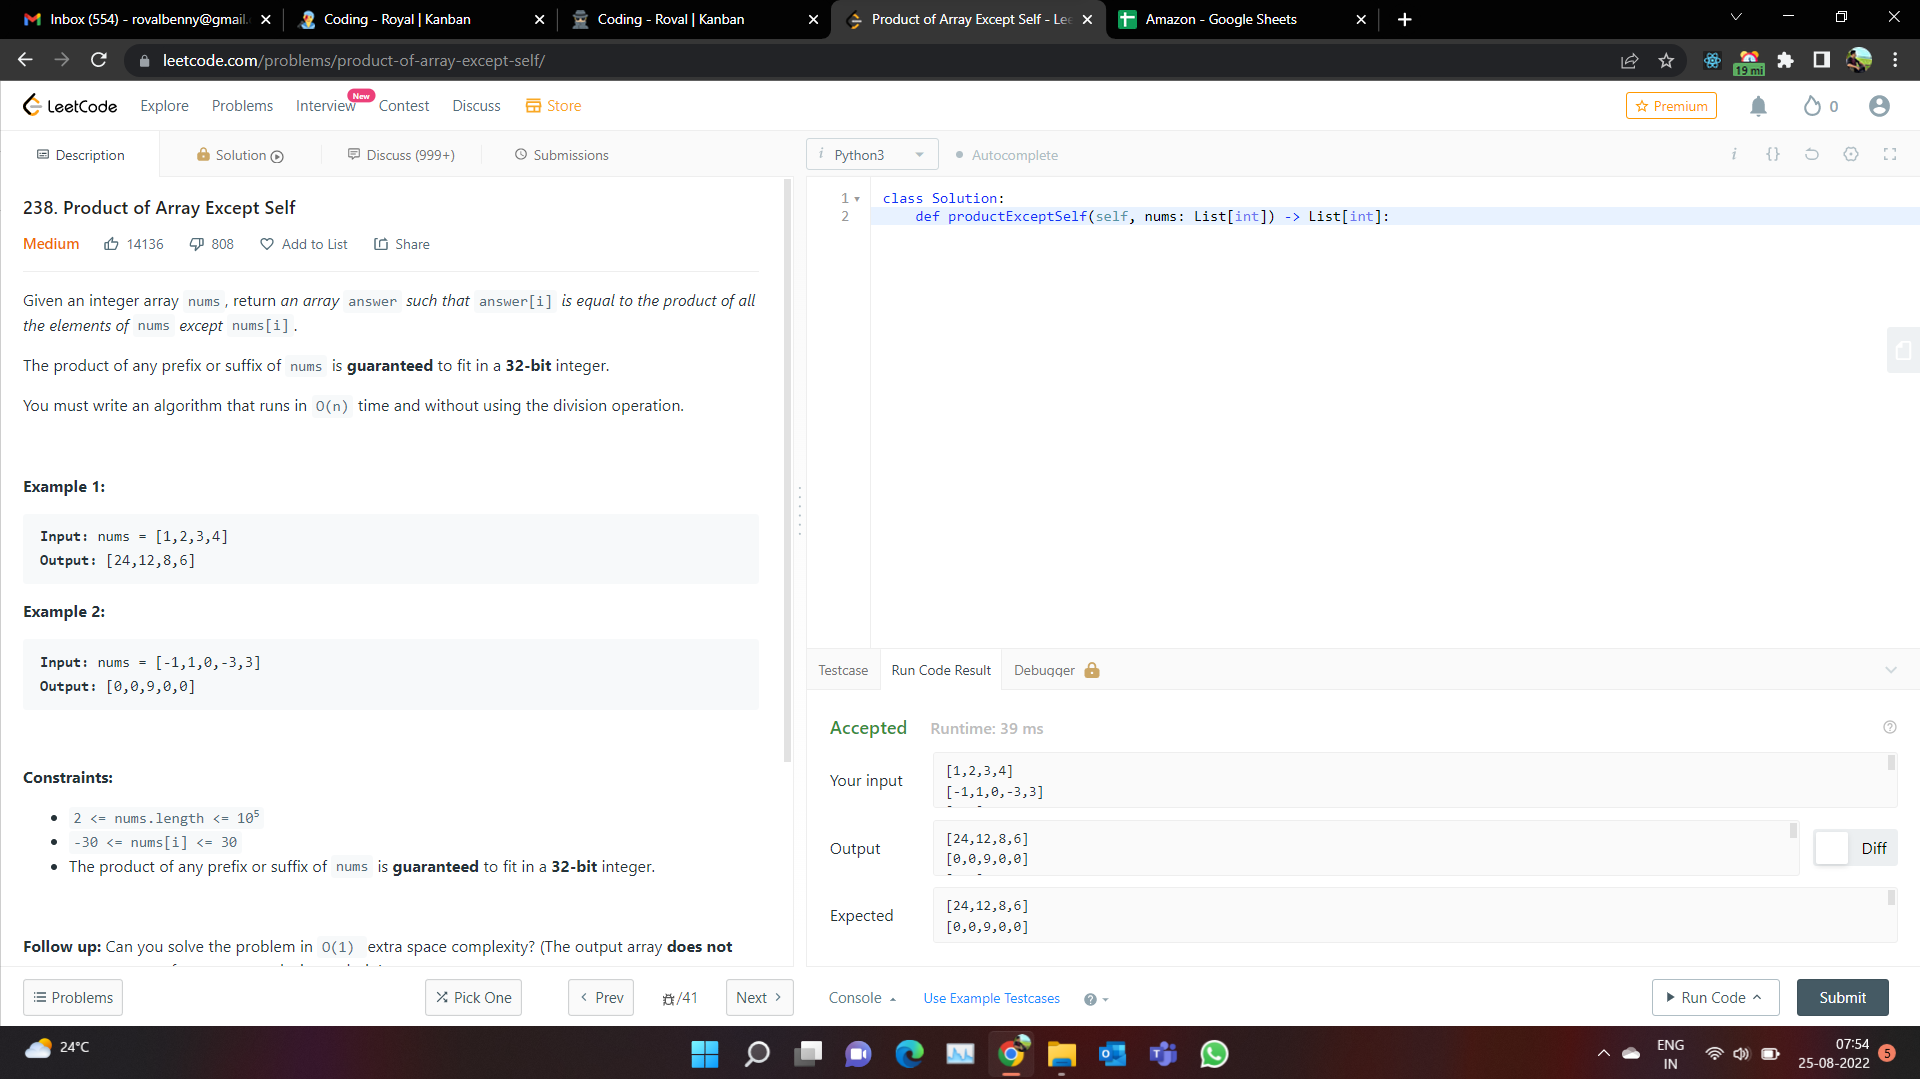 Inbox (554) - rovalbenny@gmail.
Coding - Royal | Kanban
Coding - Roval | Kanban
Product of Array Except Self - Lee
Amazon - Google Sheets
leetcode.com/problems/product-of-array-except-self/
19 mi
LeetCode
Explore
Problems
Interview
New
Contest
Discuss
Store
Premium
0
Description
Solution
Discuss (999+)
Submissions
i Python3
Autocomplete
i {}
238. Product of Array Except Self
Medium
14136
808
Add to List
Share
Given an integer array nums, return an array answer such that answer[i] is equal to the product of all
the elements of nums except nums[i].
The product of any prefix or suffix of nums is guaranteed to fit in a 32-bit integer.
You must write an algorithm that runs in O(n) time and without using the division operation.
Example 1:
Input: nums = [1,2,3,4]
Output: [24,12,8,6]
Example 2:
Input: nums = [-1,1,0,-3,3]
Output: [0,0,9,0,0]
Constraints:
2 <= nums.length <= 10⁵
-30 <= nums[i] <= 30
The product of any prefix or suffix of nums is guaranteed to fit in a 32-bit integer.
Follow up: Can you solve the problem in O(1) extra space complexity? (The output array does not
Problems
Pick One
Prev
/41
Next
1 class Solution:
2 def productExceptSelf(self, nums: List[int]) -> List[int]:
Testcase
Run Code Result
Debugger
Accepted
Runtime: 39 ms
Your input
[1,2,3,4]
[-1,1,0,-3,3]
Output
[24,12,8,6]
[0,0,9,0,0]
Diff
Expected
[24,12,8,6]
[0,0,9,0,0]
Console
Use Example Testcases
Run Code
Submit
24°C
ENG
IN
07:54
25-08-2022
5